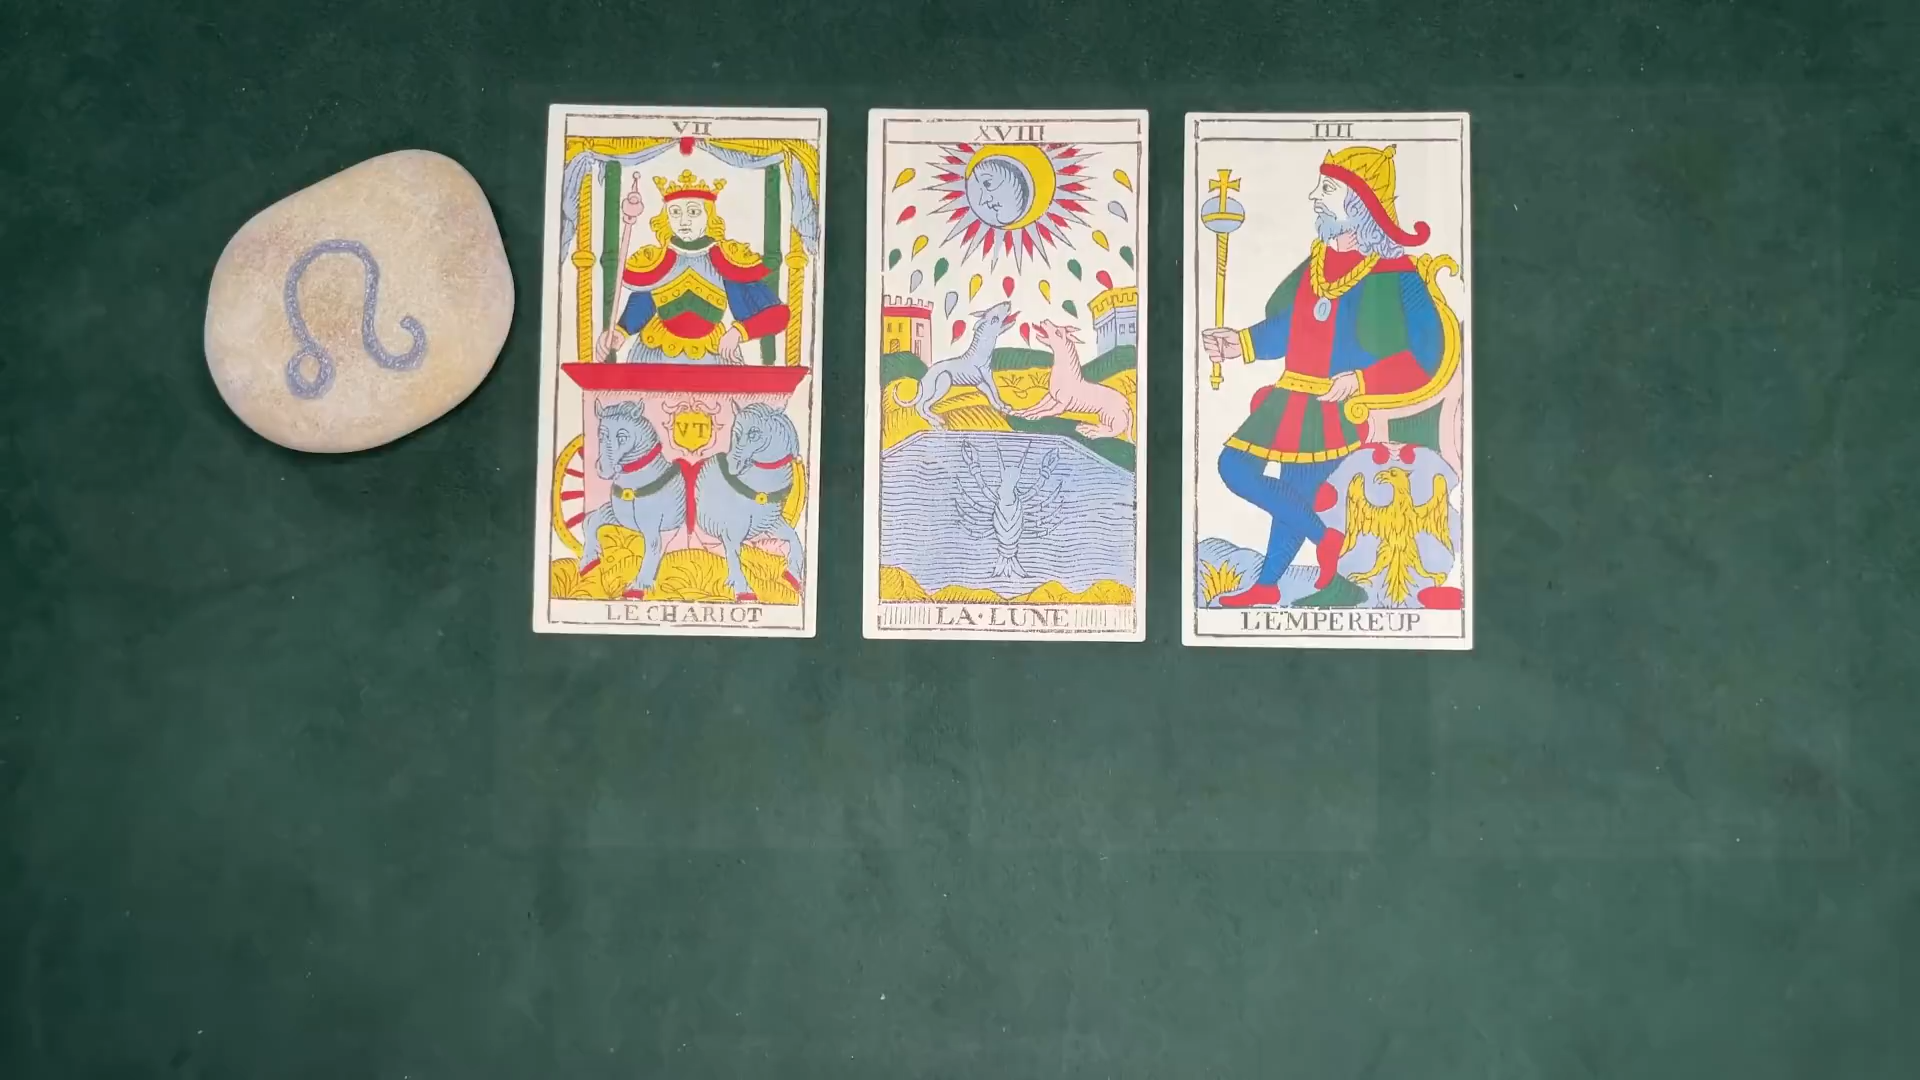 VII
VT
LE CHARIOT
XVIII
LA·LUNE
IIII
L'EMPEREUP